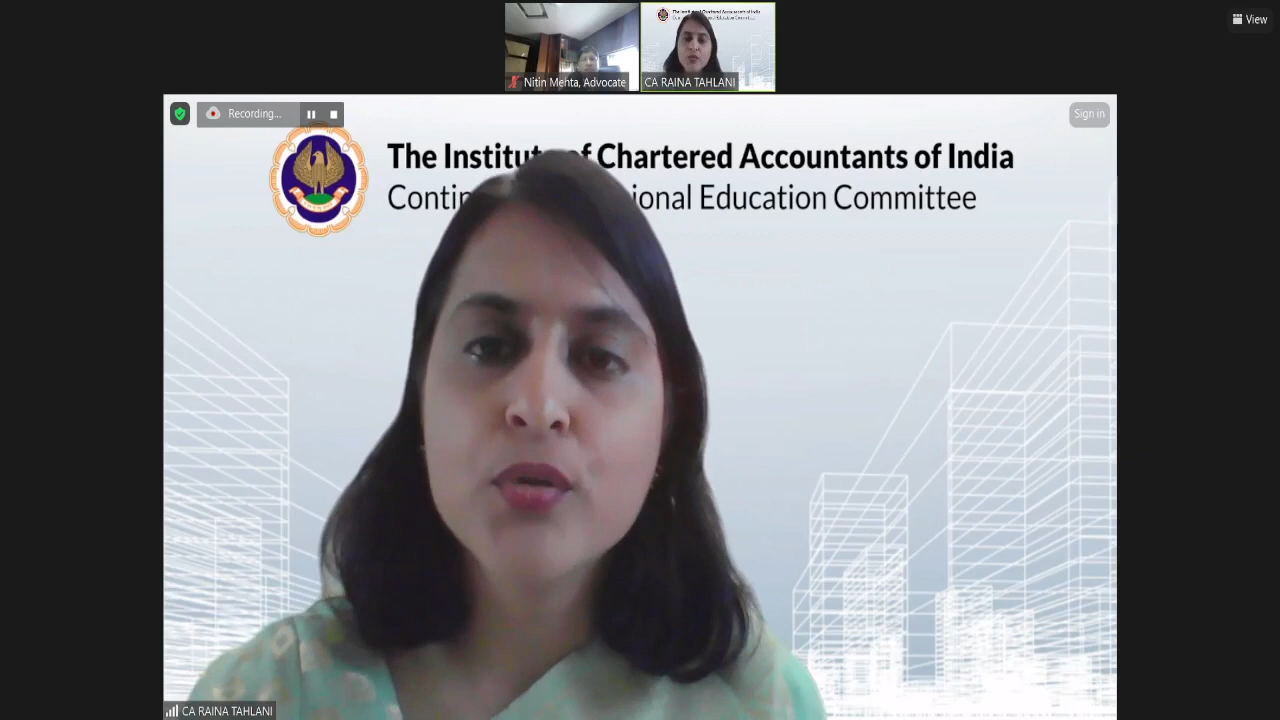 View
Nitin Mehta, Advocate
CA RAINA TAHLANI
Recording...
Sign in
The Institu of Chartered Accountants of India
Contin ional Education Committee
CA RAINA TAHLANI